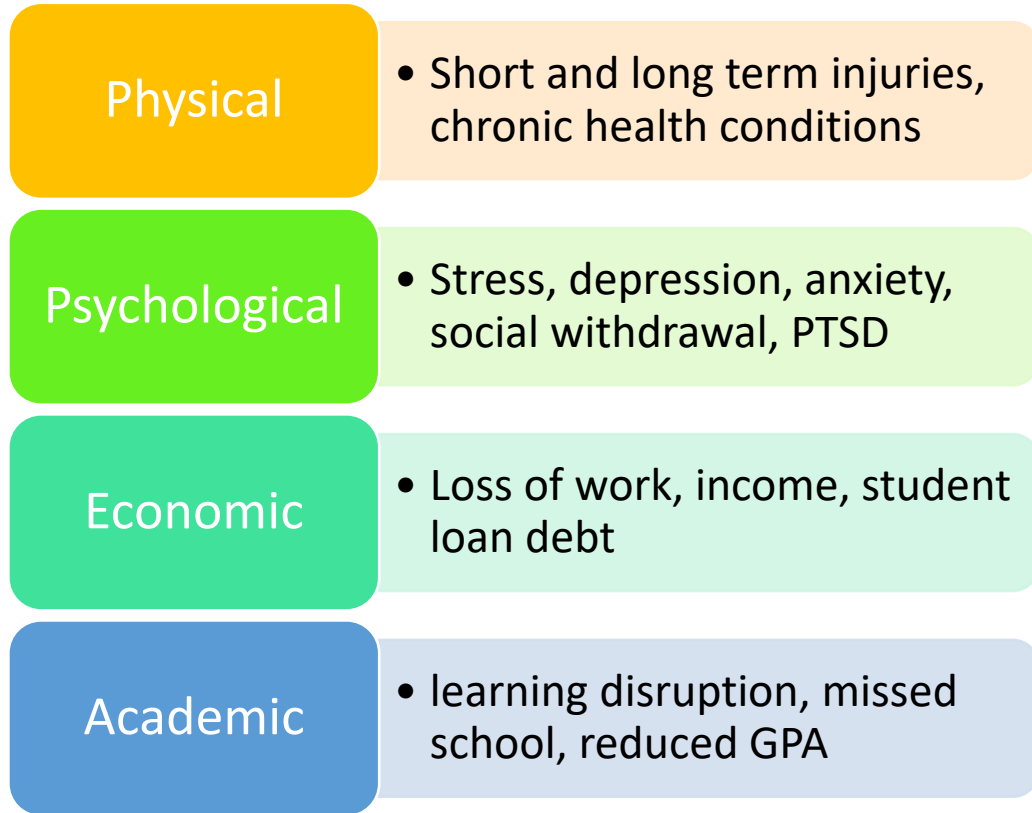 Physical
• Short and long term injuries,
chronic health conditions
Psychological
• Stress, depression, anxiety,
social withdrawal, PTSD
Economic
• Loss of work, income, student
loan debt
Academic
• learning disruption, missed
school, reduced GPA